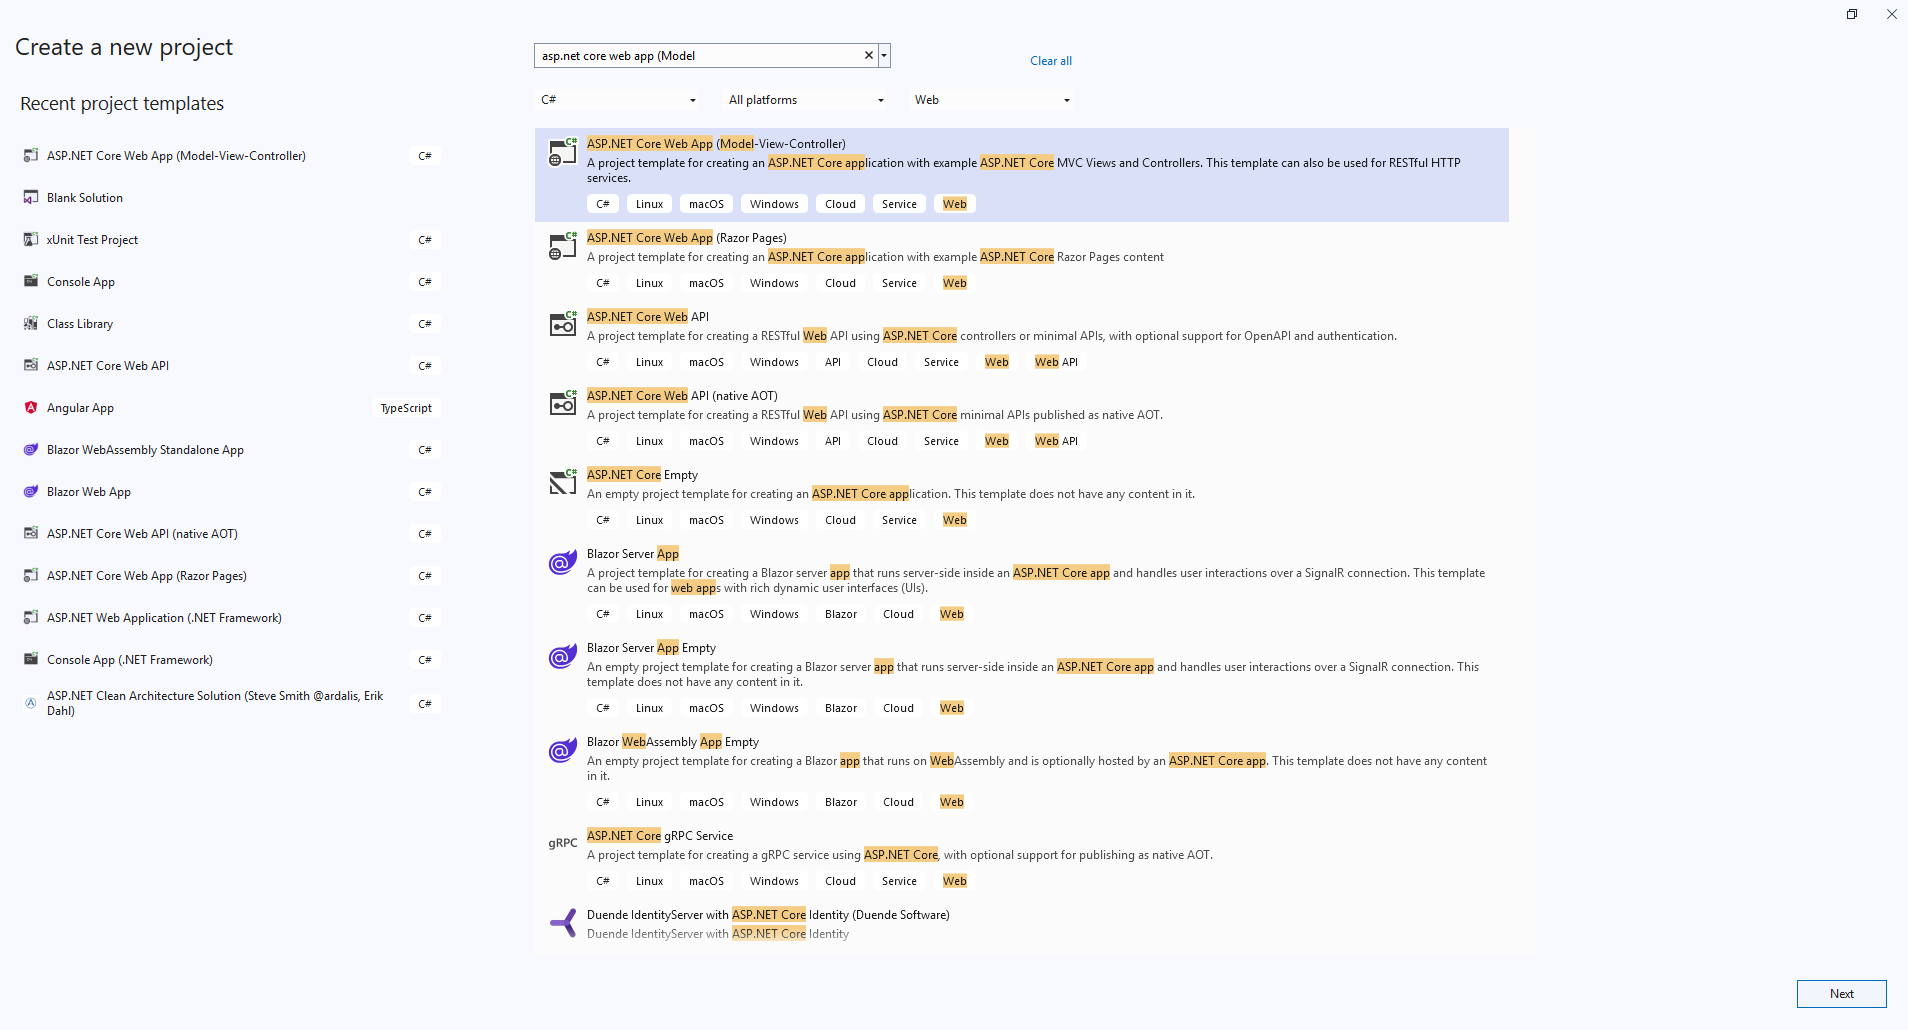 Create a new project
Recent project templates
ASP.NET Core Web App (Model-View-Controller) C#
Blank Solution
xUnit Test Project C#
Console App C#
Class Library C#
ASP.NET Core Web API C#
Angular App TypeScript
Blazor WebAssembly Standalone App C#
Blazor Web App C#
ASP.NET Core Web API (native AOT) C#
ASP.NET Core Web App (Razor Pages) C#
ASP.NET Web Application (.NET Framework) C#
Console App (.NET Framework) C#
ASP.NET Clean Architecture Solution (Steve Smith @ardalis, Erik
Dahl) C#
asp.net core web app (Model
Clear all
C# All platforms Web
ASP.NET Core Web App (Model-View-Controller)
A project template for creating an ASP.NET Core application with example ASP.NET Core MVC Views and Controllers. This template can also be used for RESTful HTTP
services.
C# Linux macOS Windows Cloud Service Web
ASP.NET Core Web App (Razor Pages)
A project template for creating an ASP.NET Core application with example ASP.NET Core Razor Pages content
C# Linux macOS Windows Cloud Service Web
ASP.NET Core Web API
A project template for creating a RESTful Web API using ASP.NET Core controllers or minimal APIs, with optional support for OpenAPI and authentication.
C# Linux macOS Windows API Cloud Service Web Web API
ASP.NET Core Web API (native AOT)
A project template for creating a RESTful Web API using ASP.NET Core minimal APIs published as native AOT.
C# Linux macOS Windows API Cloud Service Web Web API
ASP.NET Core Empty
An empty project template for creating an ASP.NET Core application. This template does not have any content in it.
C# Linux macOS Windows Cloud Service Web
Blazor Server App
A project template for creating a Blazor server app that runs server-side inside an ASP.NET Core app and handles user interactions over a SignalR connection. This template
can be used for web apps with rich dynamic user interfaces (UIs).
C# Linux macOS Windows Blazor Cloud Web
Blazor Server App Empty
An empty project template for creating a Blazor server app that runs server-side inside an ASP.NET Core app and handles user interactions over a SignalR connection. This
template does not have any content in it.
C# Linux macOS Windows Blazor Cloud Web
Blazor WebAssembly App Empty
An empty project template for creating a Blazor app that runs on WebAssembly and is optionally hosted by an ASP.NET Core app. This template does not have any content
in it.
C# Linux macOS Windows Blazor Cloud Web
gRPC ASP.NET Core gRPC Service
A project template for creating a gRPC service using ASP.NET Core, with optional support for publishing as native AOT.
C# Linux macOS Windows Cloud Service Web
Duende IdentityServer with ASP.NET Core Identity (Duende Software)
Duende IdentityServer with ASP.NET Core Identity
Next